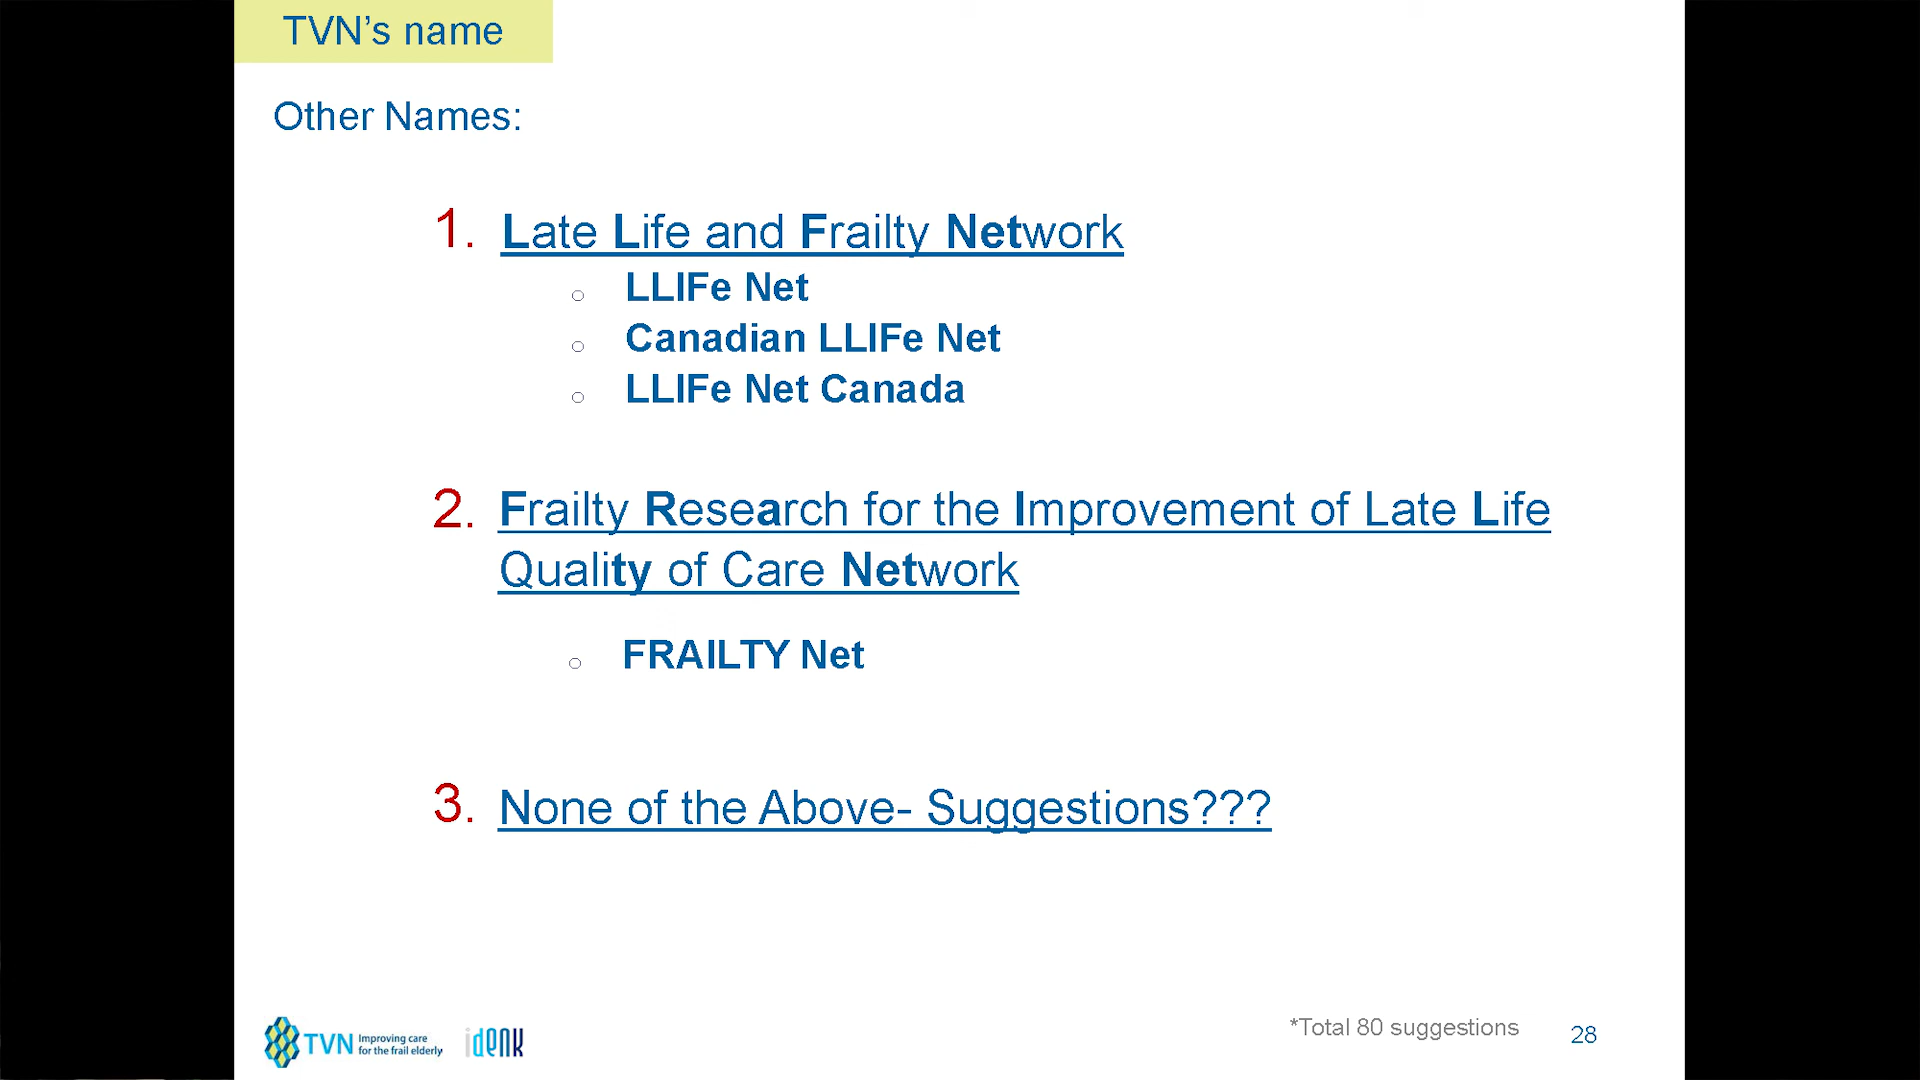 TVN’s name
Other Names:
1. Late Life and Frailty Network
o LLIFe Net
o Canadian LLIFe Net
o LLIFe Net Canada
2. Frailty Research for the Improvement of Late Life
Quality of Care Network
o FRAILTY Net
3. None of the Above- Suggestions???
TVN Improving care
for the frail elderly
idenk
*Total 80 suggestions
28